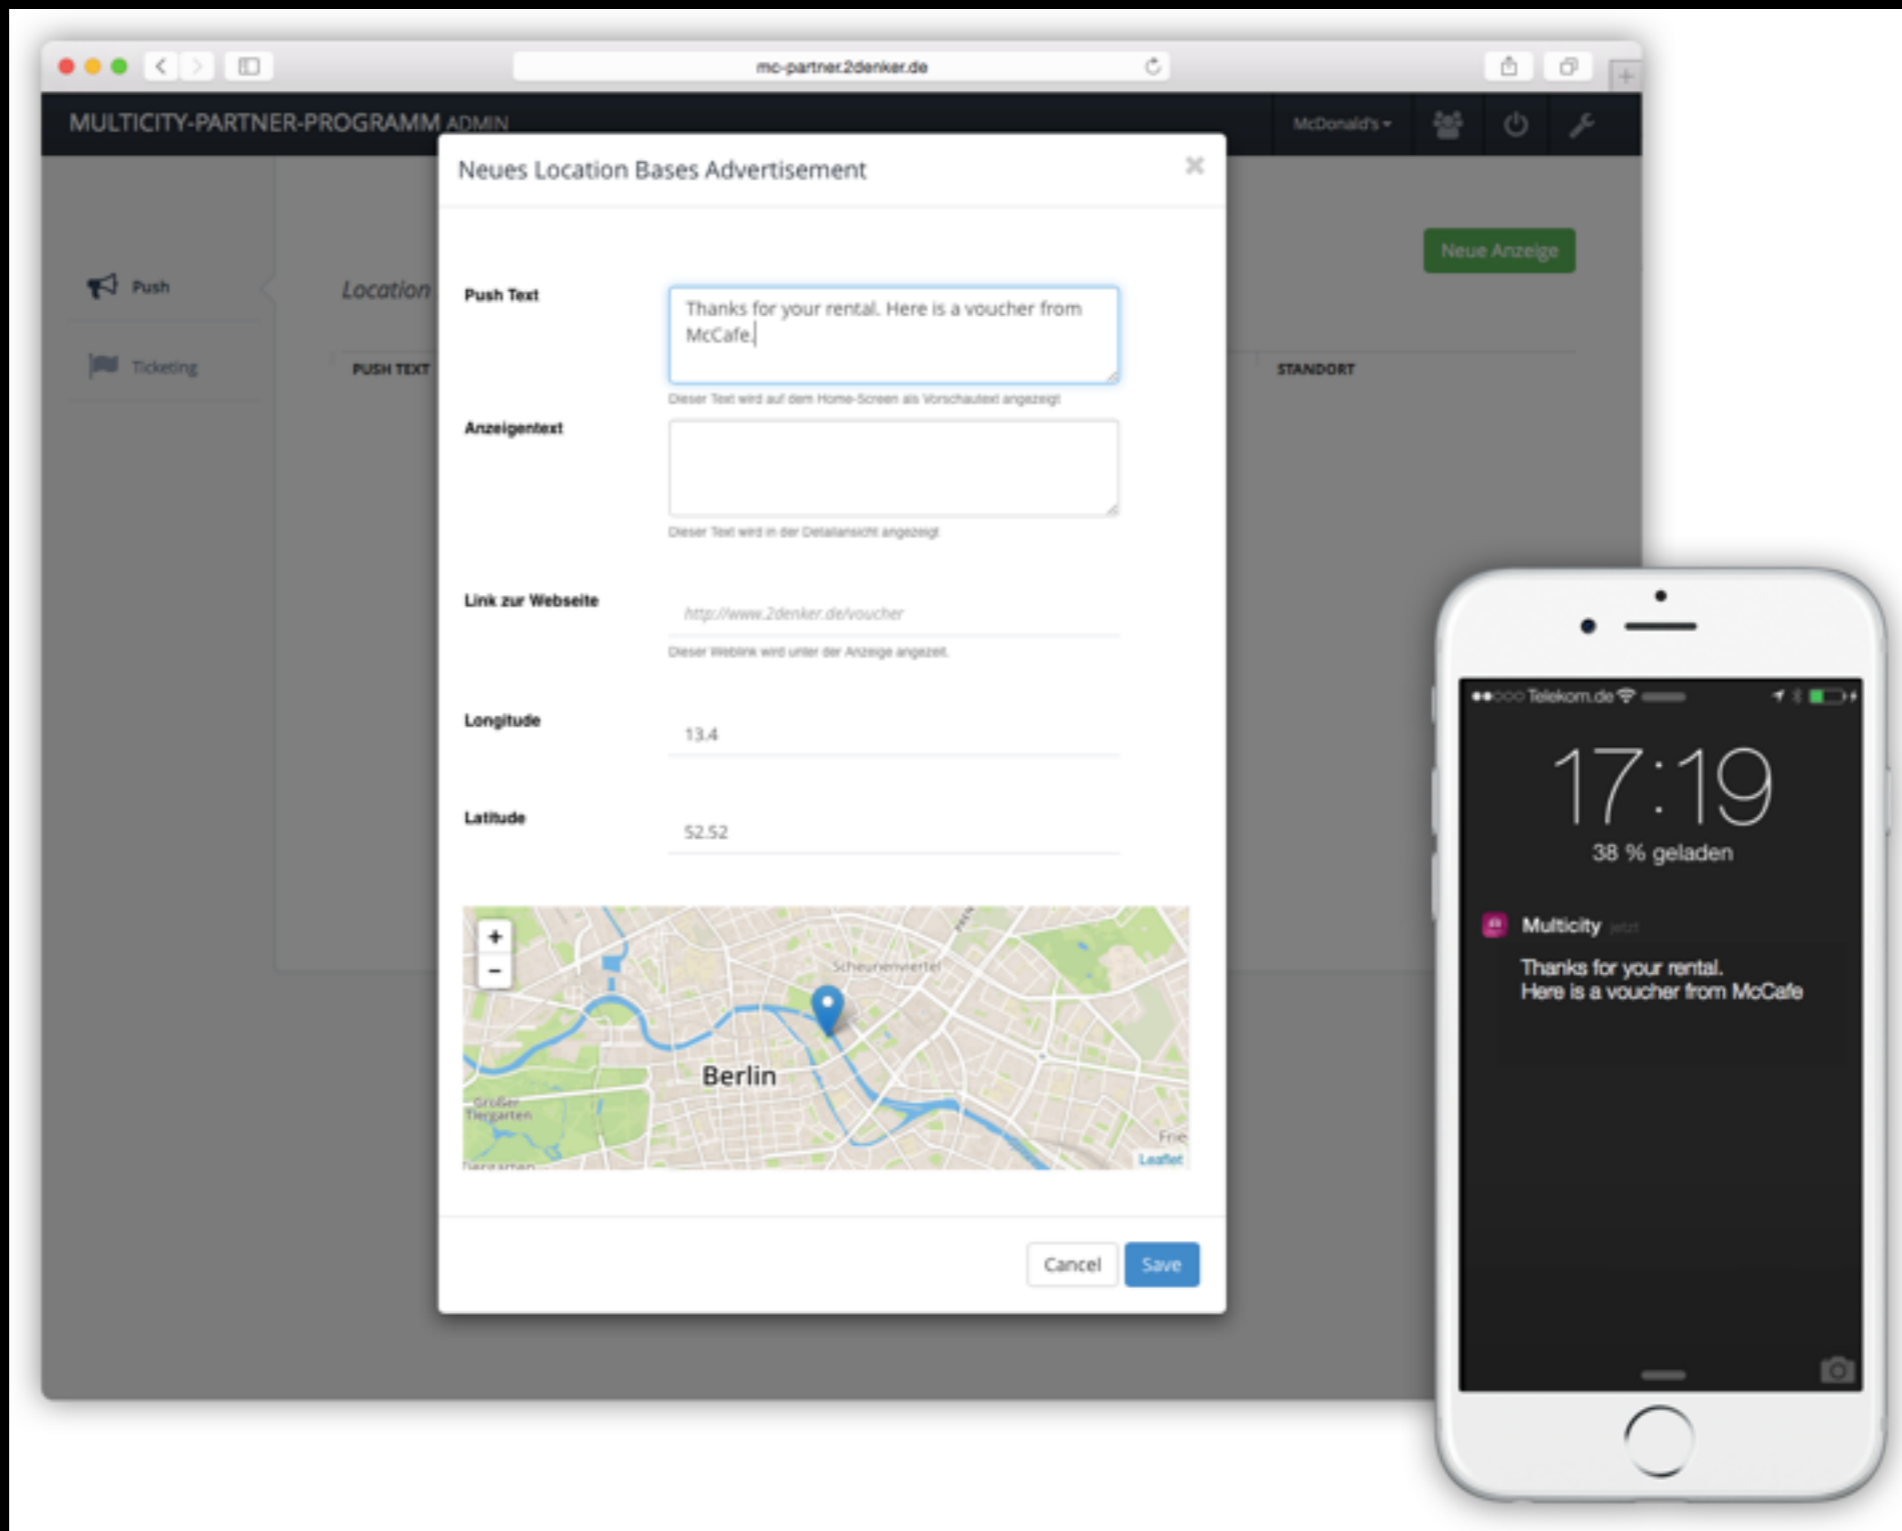 mc-partner.2denker.de
MULTICITY-PARTNER-PROGRAMM ADMIN
McDonald's
Neues Location Bases Advertisement
Neue Anzeige
Push
Ticketing
Location
PUSH TEXT
STANDORT
Push Text
Thanks for your rental. Here is a voucher from
McCafe.
Dieser Text wird auf dem Home-Screen als Vorschautext angezeigt
Anzeigentext
Dieser Text wird in der Detailansicht angezeigt
Link zur Webseite
http://www.2denker.de/voucher
Dieser Weblink wird unter der Anzeige angezeit.
Longitude
13.4
Latitude
52.52
+
−
Scheunenviertel
Berlin
Großer
Tiergarten
Tiergarten
Frie
Leaflet
Cancel
Save
Telekom.de
17:19
38 % geladen
Multicity jetzt
Thanks for your rental.
Here is a voucher from McCafe